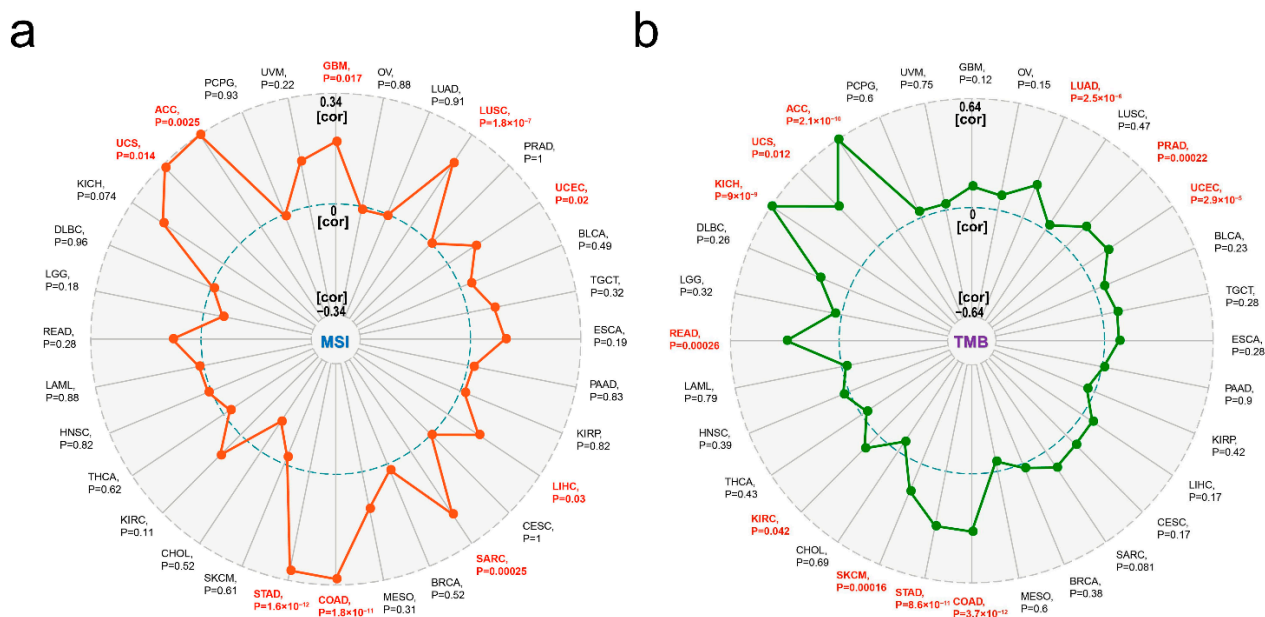 a
GBM,
P=0.017
OV,
P=0.88
LUAD,
P=0.91
LUSC,
P=1.8×10⁻⁷
PRAD,
P=1
UCEC,
P=0.02
BLCA,
P=0.49
TGCT,
P=0.32
ESCA,
P=0.19
PAAD,
P=0.83
KIRP,
P=0.82
LIHC,
P=0.03
CESC,
P=1
SARC,
P=0.00025
BRCA,
P=0.52
MESO,
P=0.31
COAD,
P=1.8×10⁻¹¹
STAD,
P=1.6×10⁻¹²
SKCM,
P=0.61
CHOL,
P=0.52
KIRC,
P=0.11
THCA,
P=0.62
HNSC,
P=0.82
LAML,
P=0.88
READ,
P=0.28
LGG,
P=0.18
DLBC,
P=0.96
KICH,
P=0.074
UCS,
P=0.014
ACC,
P=0.0025
PCPG,
P=0.93
UVM,
P=0.22
0.34
[cor]
0
[cor]
[cor]
−0.34
MSI
b
GBM,
P=0.12
OV,
P=0.15
LUAD,
P=2.5×10⁻⁶
LUSC,
P=0.47
PRAD,
P=0.00022
UCEC,
P=2.9×10⁻⁵
BLCA,
P=0.23
TGCT,
P=0.28
ESCA,
P=0.28
PAAD,
P=0.9
KIRP,
P=0.42
LIHC,
P=0.17
CESC,
P=0.17
SARC,
P=0.081
BRCA,
P=0.38
MESO,
P=0.6
COAD,
P=3.7×10⁻¹²
STAD,
P=8.6×10⁻¹¹
SKCM,
P=0.00016
CHOL,
P=0.69
KIRC,
P=0.042
THCA,
P=0.43
HNSC,
P=0.39
LAML,
P=0.79
READ,
P=0.00026
LGG,
P=0.32
DLBC,
P=0.26
KICH,
P=9×10⁻⁹
UCS,
P=0.012
ACC,
P=2.1×10⁻¹⁰
PCPG,
P=0.6
UVM,
P=0.75
0.64
[cor]
0
[cor]
[cor]
−0.64
TMB